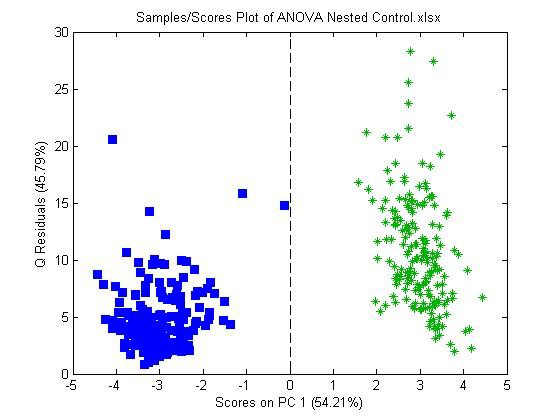 Samples/Scores Plot of ANOVA Nested Control.xlsx
30
25
20
15
10
5
0
Q Residuals (45.79%)
-5 -4 -3 -2 -1 0 1 2 3 4 5
Scores on PC 1 (54.21%)